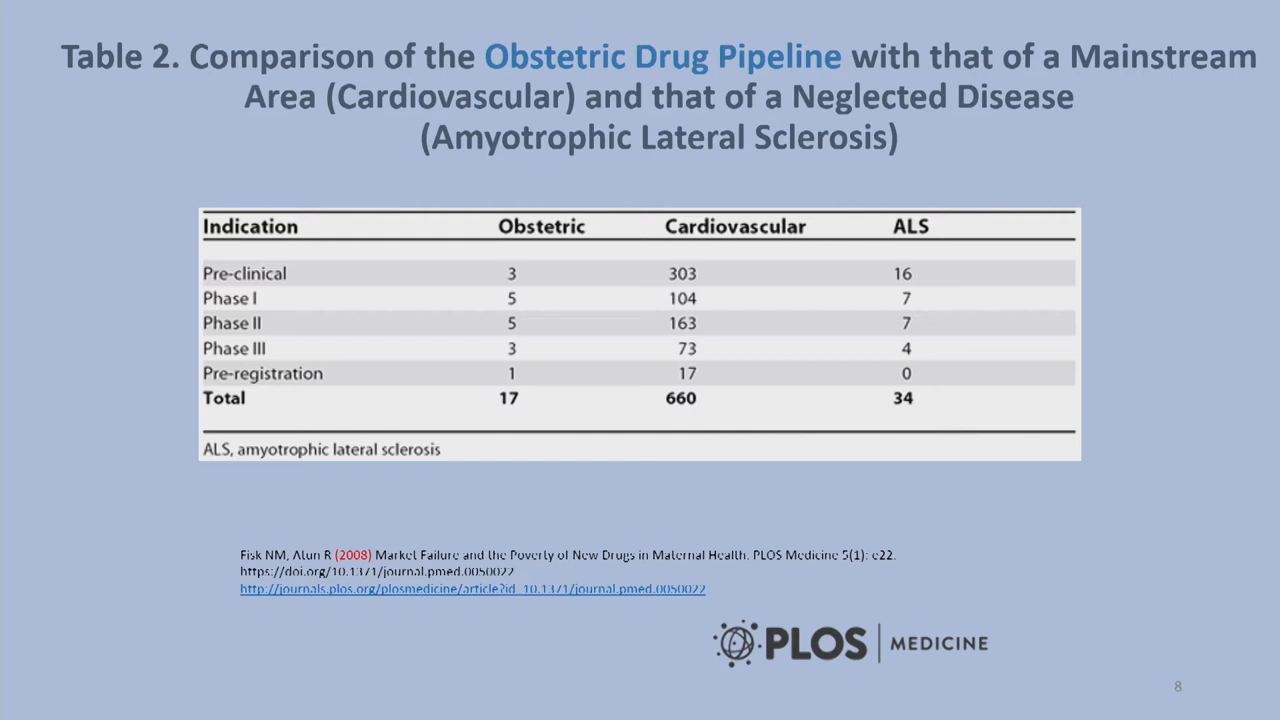 Table 2. Comparison of the Obstetric Drug Pipeline with that of a Mainstream
Area (Cardiovascular) and that of a Neglected Disease
(Amyotrophic Lateral Sclerosis)
Indication Obstetric Cardiovascular ALS
Pre-clinical 3 303 16
Phase I 5 104 7
Phase II 5 163 7
Phase III 3 73 4
Pre-registration 1 17 0
Total 17 660 34
ALS, amyotrophic lateral sclerosis
Fisk NM, Atun R (2008) Market Failure and the Poverty of New Drugs in Maternal Health. PLOS Medicine 5(1): e22.
https://doi.org/10.1371/journal.pmed.0050022
http://journals.plos.org/plosmedicine/article?id_10.1371/journal.pmed.0050022
PLOS | MEDICINE
8